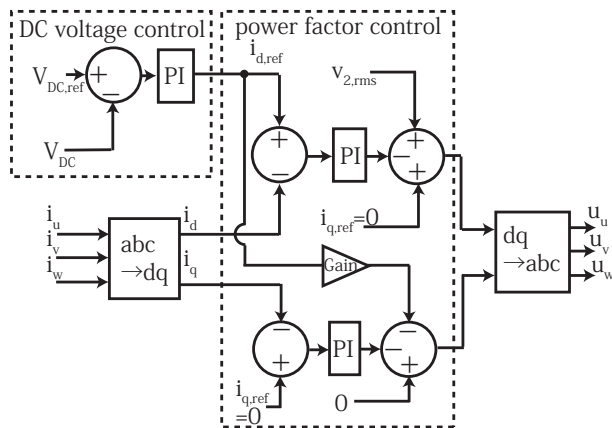 DC voltage control
power factor control
V_DC,ref
+
−
PI
V_DC
i_d,ref
v_2,rms
+
−
PI
+
−
+
i_q,ref=0
i_u
i_v
i_w
abc
→dq
i_d
i_q
Gain
dq
→abc
u_u
u_v
u_w
−
+
PI
−
−
+
i_q,ref
=0
0